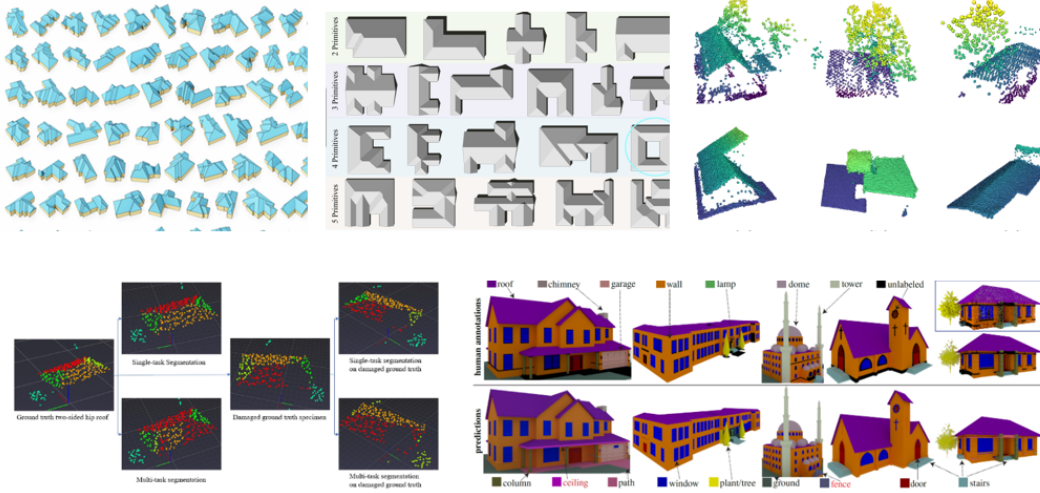 2 Primitives
3 Primitives
4 Primitives
5 Primitives
Single-task Segmentation
Single-task segmentation
on damaged ground truth
Ground truth two-sided hip roof
Damaged ground truth specimen
Multi-task Segmentation
Multi-task segmentation
on damaged ground truth
roof chimney garage wall lamp dome tower unlabeled
human annotations
predictions
column ceiling path window plant/tree ground fence door stairs